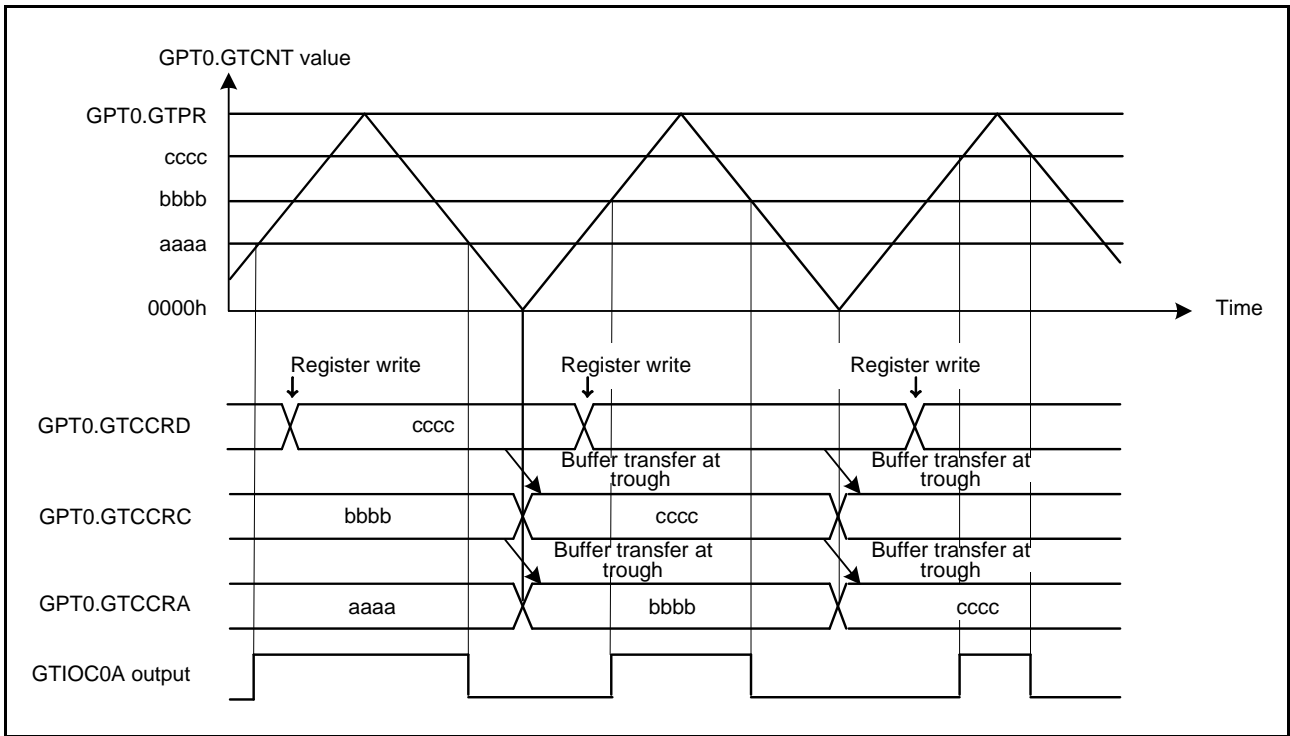 GPT0.GTCNT value
GPT0.GTPR
cccc
bbbb
aaaa
0000h
Time
Register write
Register write
Register write
GPT0.GTCCRD
cccc
Buffer transfer at
trough
Buffer transfer at
trough
GPT0.GTCCRC
bbbb
cccc
Buffer transfer at
trough
Buffer transfer at
trough
GPT0.GTCCRA
aaaa
bbbb
cccc
GTIOC0A output